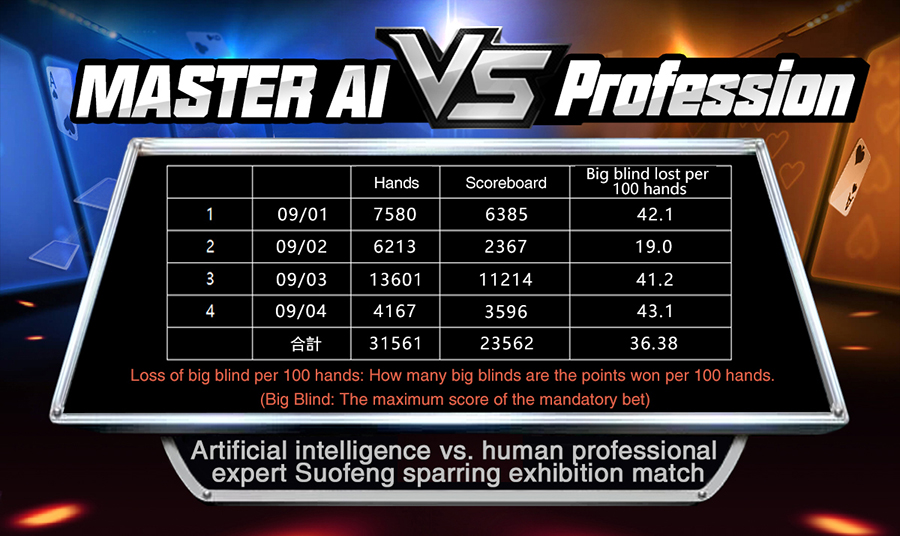 MASTER AI VS Profession
Hands Scoreboard Big blind lost per
100 hands
1 09/01 7580 6385 42.1
2 09/02 6213 2367 19.0
3 09/03 13601 11214 41.2
4 09/04 4167 3596 43.1
合計 31561 23562 36.38
Loss of big blind per 100 hands: How many big blinds are the points won per 100 hands.
(Big Blind: The maximum score of the mandatory bet)
Artificial intelligence vs. human professional
expert Suofeng sparring exhibition match